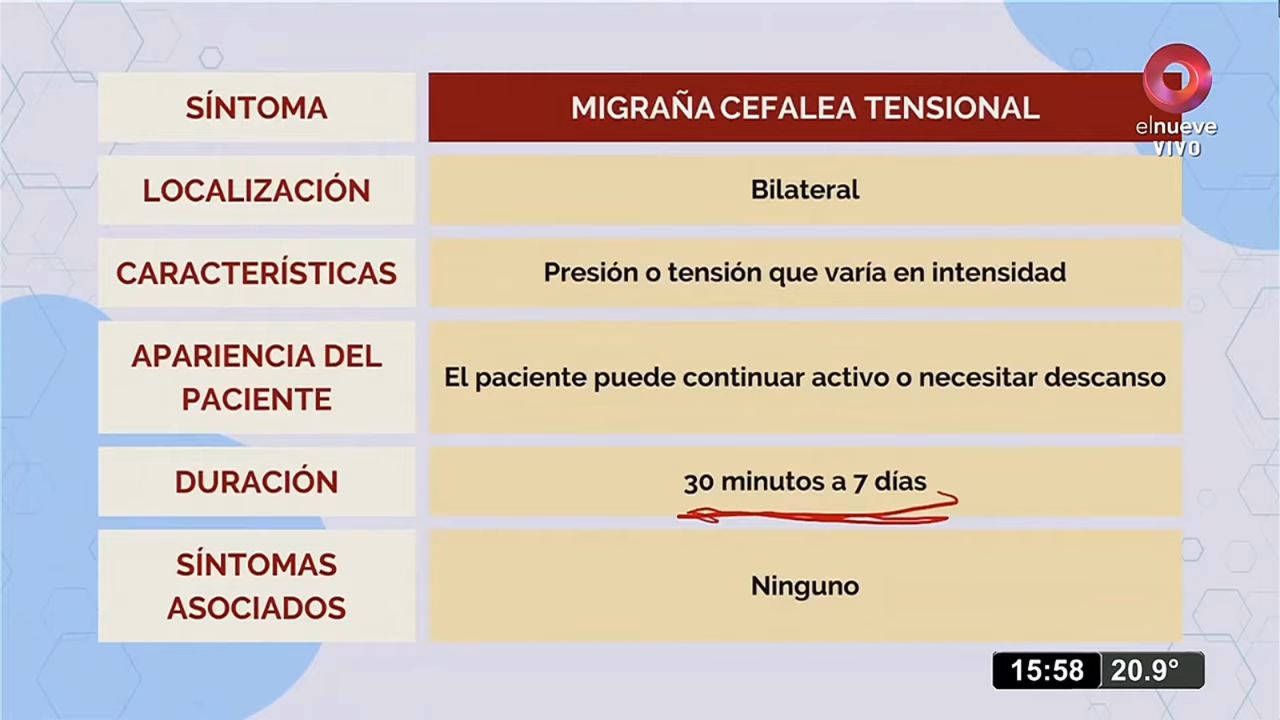 SÍNTOMA
MIGRAÑA CEFALEA TENSIONAL
elnueve
VIVO
LOCALIZACIÓN
Bilateral
CARACTERÍSTICAS
Presión o tensión que varía en intensidad
APARIENCIA DEL
PACIENTE
El paciente puede continuar activo o necesitar descanso
DURACIÓN
30 minutos a 7 días
SÍNTOMAS
ASOCIADOS
Ninguno
15:58 20.9°